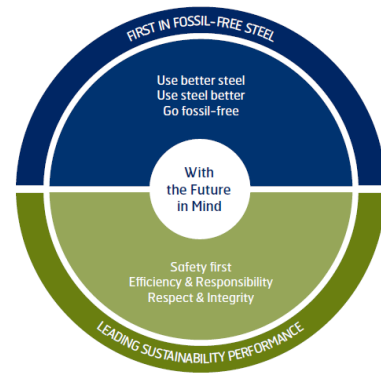 FIRST IN FOSSIL-FREE STEEL
Use better steel
Use steel better
Go fossil-free
With
the Future
in Mind
Safety first
Efficiency & Responsibility
Respect & Integrity
LEADING SUSTAINABILITY PERFORMANCE